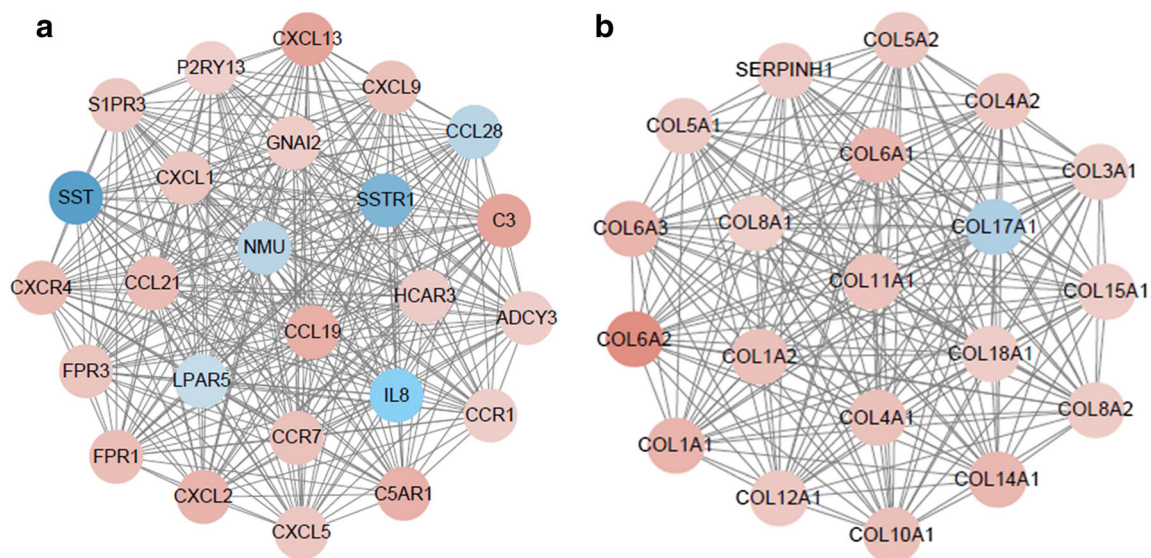 a
CXCL13
P2RY13
CXCL9
S1PR3
CCL28
GNAI2
CXCL1
SST
SSTR1
C3
NMU
CXCR4
CCL21
HCAR3
ADCY3
CCL19
FPR3
LPAR5
IL8
CCR1
CCR7
FPR1
CXCL2
C5AR1
CXCL5
b
COL5A2
SERPINH1
COL4A2
COL5A1
COL6A1
COL3A1
COL6A3
COL8A1
COL17A1
COL11A1
COL15A1
COL6A2
COL1A2
COL18A1
COL8A2
COL4A1
COL1A1
COL14A1
COL12A1
COL10A1